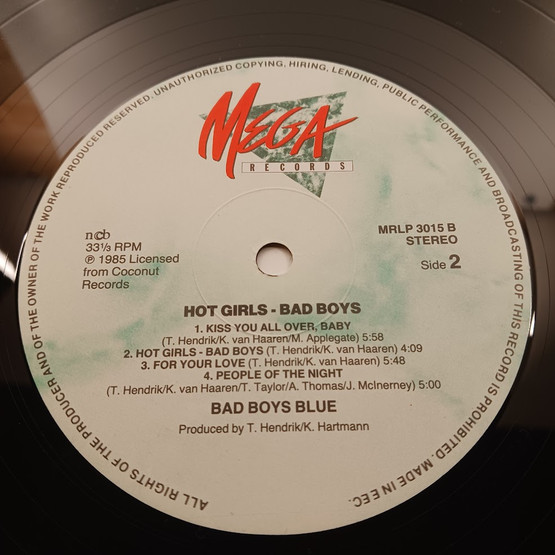 ALL RIGHTS OF THE PRODUCER AND OF THE OWNER OF THE WORK REPRODUCED RESERVED. UNAUTHORIZED COPYING, HIRING, LENDING, PUBLIC PERFORMANCE AND BROADCASTING OF THIS RECORD IS PROHIBITED. MADE IN EEC.
MEGA
RECORDS
ncb
33⅓ RPM
℗ 1985 Licensed
from Coconut
Records
MRLP 3015 B
STEREO
Side 2
HOT GIRLS - BAD BOYS
1. KISS YOU ALL OVER, BABY
(T. Hendrik/K. van Haaren/M. Applegate) 5:58
2. HOT GIRLS - BAD BOYS (T. Hendrik/K. van Haaren) 4:09
3. FOR YOUR LOVE (T. Hendrik/K. van Haaren) 5:48
4. PEOPLE OF THE NIGHT
(T. Hendrik/K. van Haaren/T. Taylor/A. Thomas/J. McInerney) 5:00
BAD BOYS BLUE
Produced by T. Hendrik/K. Hartmann